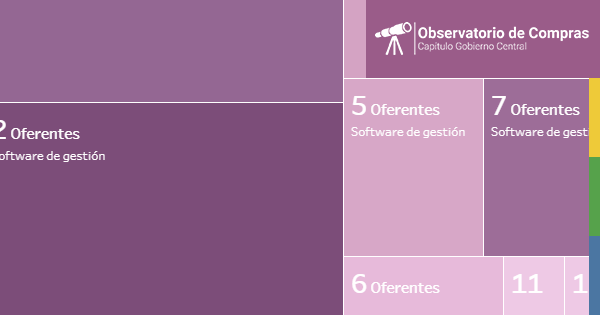 Observatorio de Compras
Capítulo Gobierno Central
2 Oferentes
oftware de gestión
5 Oferentes
Software de gestión
7 Oferentes
Software de gest
6 Oferentes
11
1